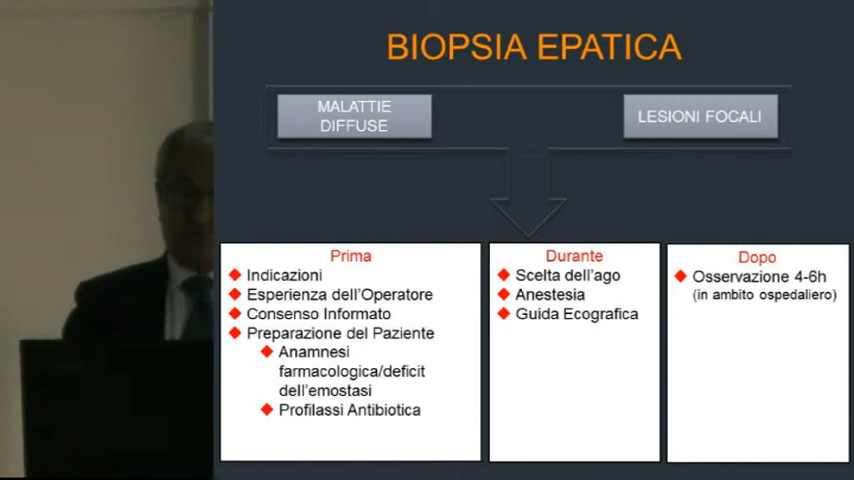 BIOPSIA EPATICA
MALATTIE
DIFFUSE
LESIONI FOCALI
Prima
Indicazioni
Esperienza dell'Operatore
Consenso Informato
Preparazione del Paziente
Anamnesi
farmacologica/deficit
dell'emostasi
Profilassi Antibiotica
Durante
Scelta dell'ago
Anestesia
Guida Ecografica
Dopo
Osservazione 4-6h
(in ambito ospedaliero)